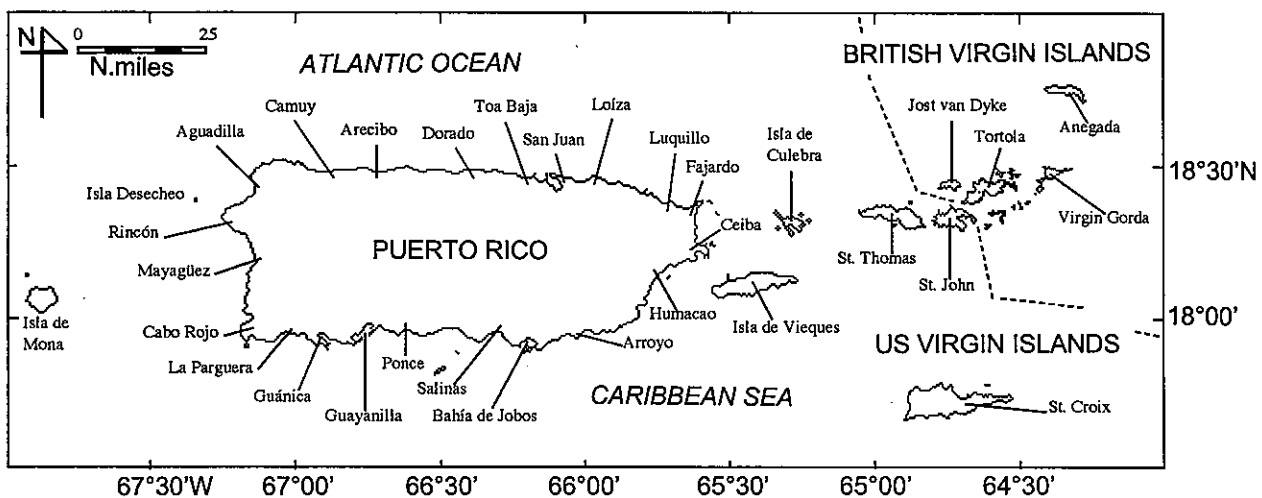 N
0 25
N.miles
ATLANTIC OCEAN
BRITISH VIRGIN ISLANDS
Camuy
Arecibo
Dorado
Toa Baja
San Juan
Loíza
Luquillo
Fajardo
Aguadilla
Isla de
Culebra
Jost van Dyke
Tortola
Anegada
18°30'N
Isla Desecheo
Rincón
Mayagüez
PUERTO RICO
Ceiba
St. Thomas
St. John
Virgin Gorda
Isla de
Mona
Cabo Rojo
La Parguera
Guánica
Guayanilla
Ponce
Salinas
Bahía de Jobos
Arroyo
Humacao
Isla de Vieques
18°00'
US VIRGIN ISLANDS
CARIBBEAN SEA
St. Croix
67°30'W 67°00' 66°30' 66°00' 65°30' 65°00' 64°30'